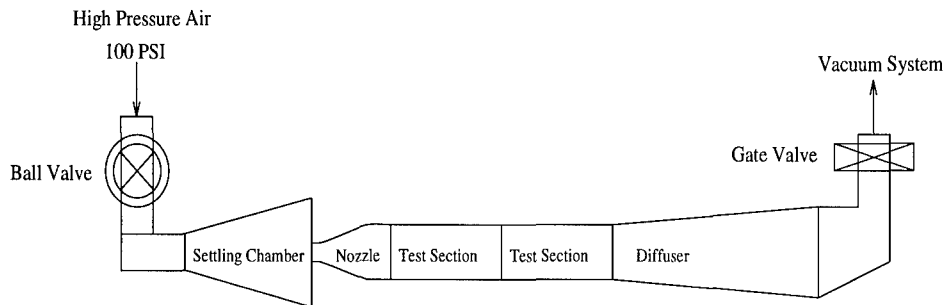 High Pressure Air
100 PSI
Vacuum System
Ball Valve
Gate Valve
Settling Chamber
Nozzle
Test Section
Test Section
Diffuser